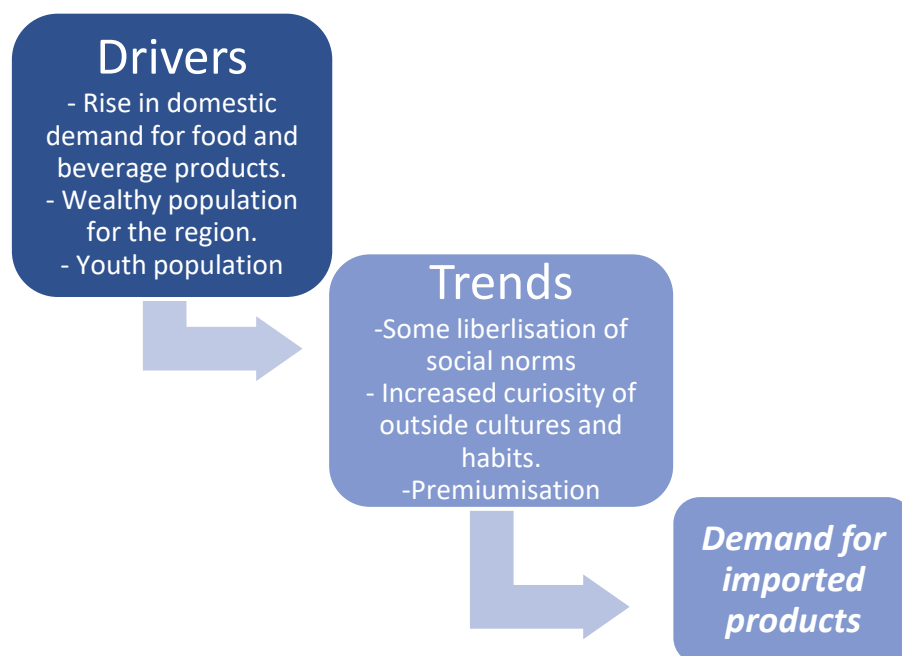 Drivers
- Rise in domestic
demand for food and
beverage products.
- Wealthy population
for the region.
- Youth population
Trends
-Some liberlisation of
social norms
- Increased curiosity of
outside cultures and
habits.
-Premiumisation
Demand for
imported
products